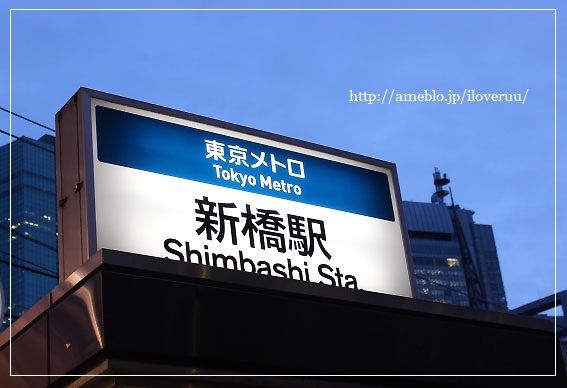 http://ameblo.jp/iloveruu/
東京メトロ
Tokyo Metro
新橋駅
Shimbashi Sta.